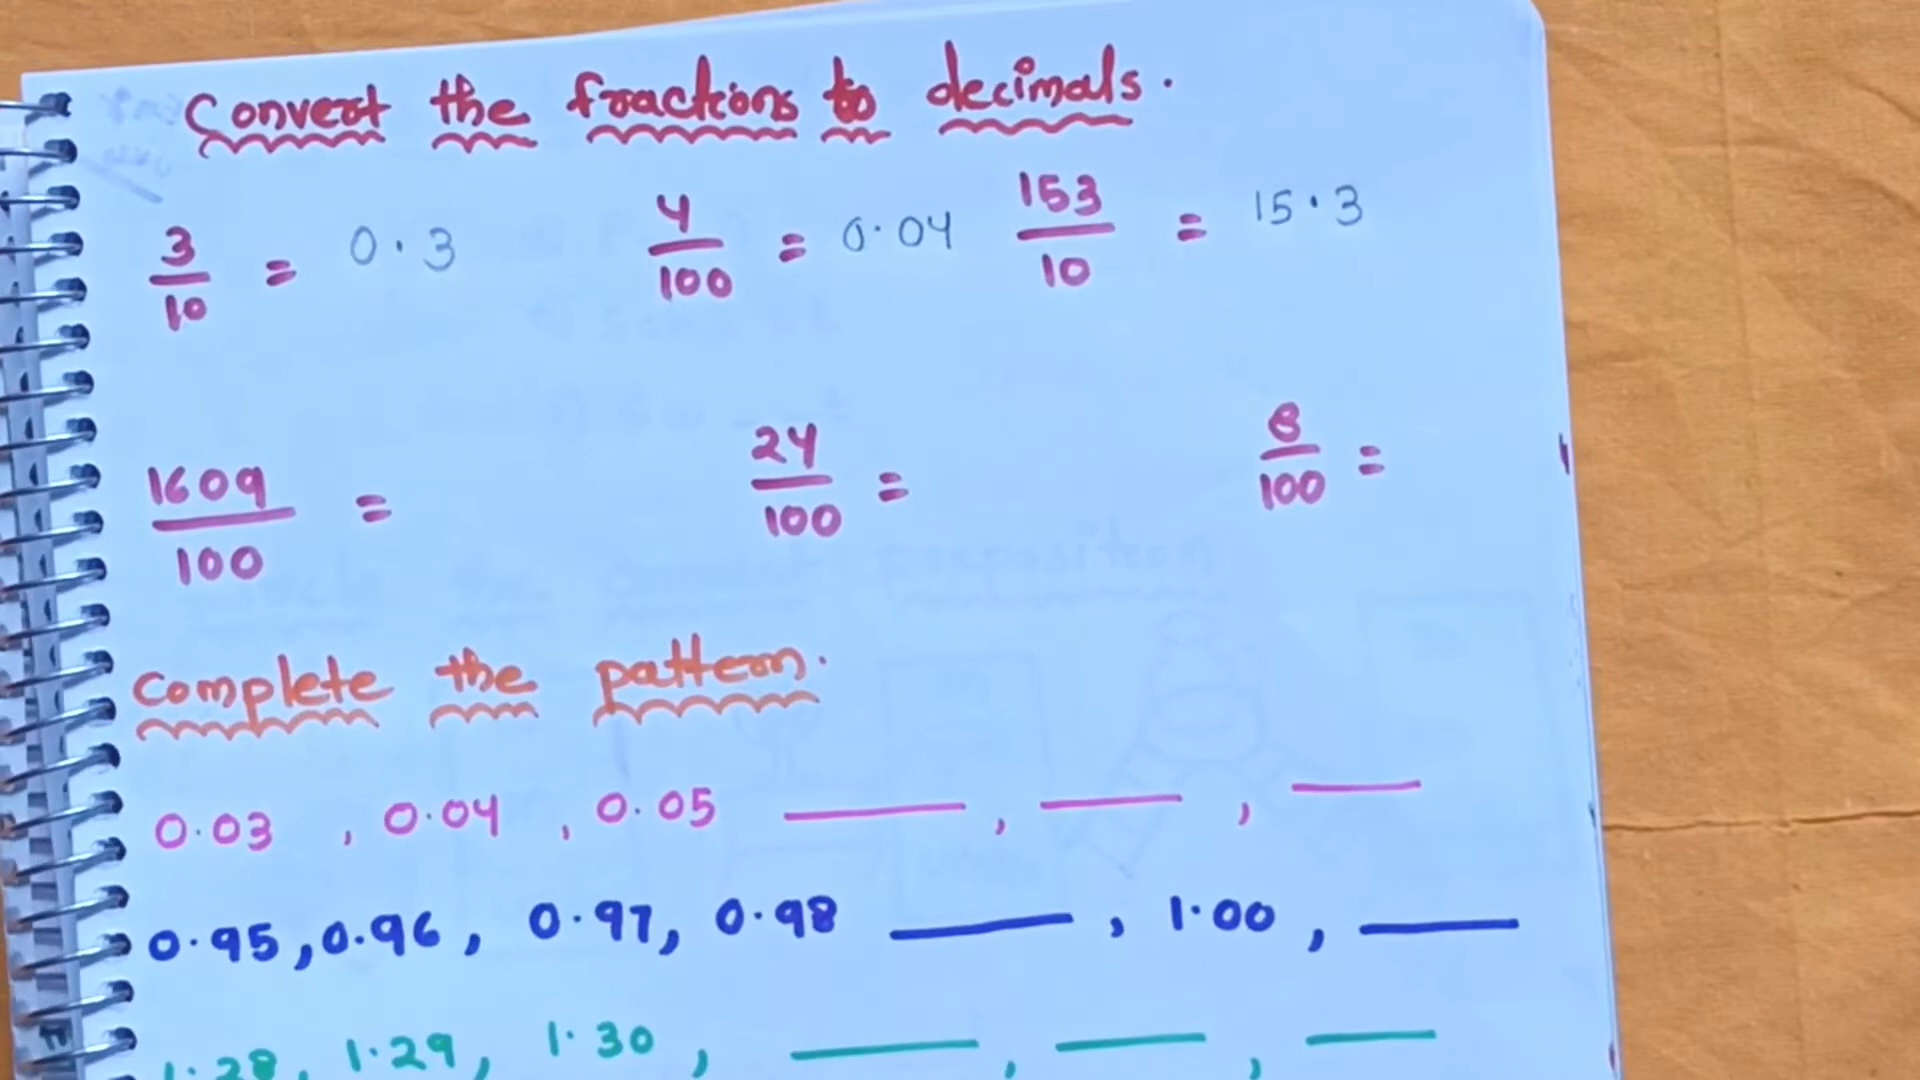 Convert the fractions to decimals.
3/10 = 0.3 4/100 = 0.04 153/10 = 15.3
1609/100 = 24/100 = 8/100 =
Complete the pattern.
0.03 , 0.04 , 0.05 ____ , ____ , ____
0.95, 0.96, 0.97, 0.98 ____ , 1.00, ____
1.28, 1.29, 1.30, ____ , ____ , ____